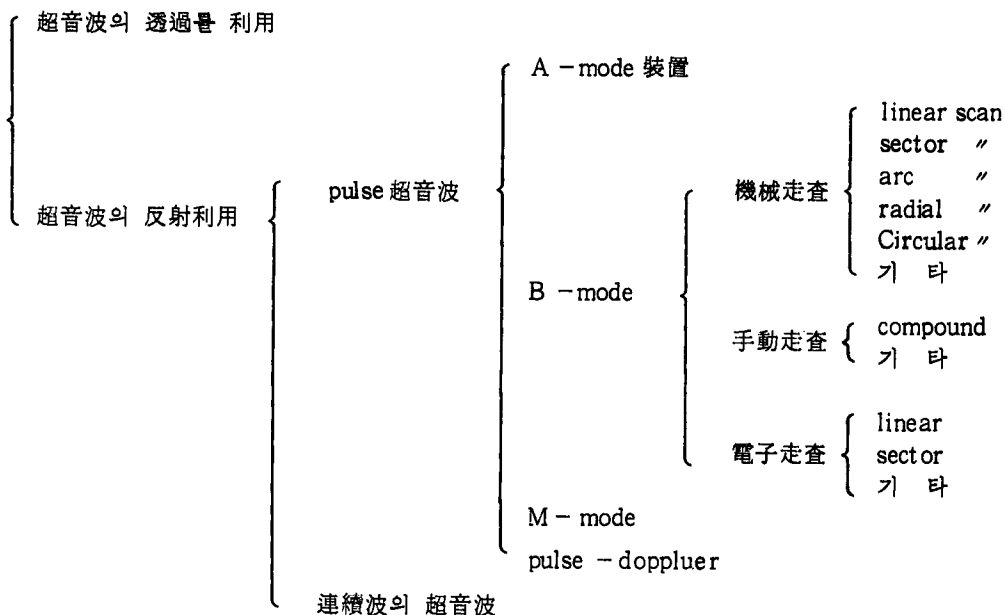 超音波의 透過를 利用
超音波의 反射利用
pulse 超音波
A -mode 裝置
B -mode
機械走査
linear scan
sector 〃
arc 〃
radial 〃
Circular 〃
기 타
手動走査
compound
기 타
電子走査
linear
sector
기 타
M - mode
pulse - doppluer
連續波의 超音波